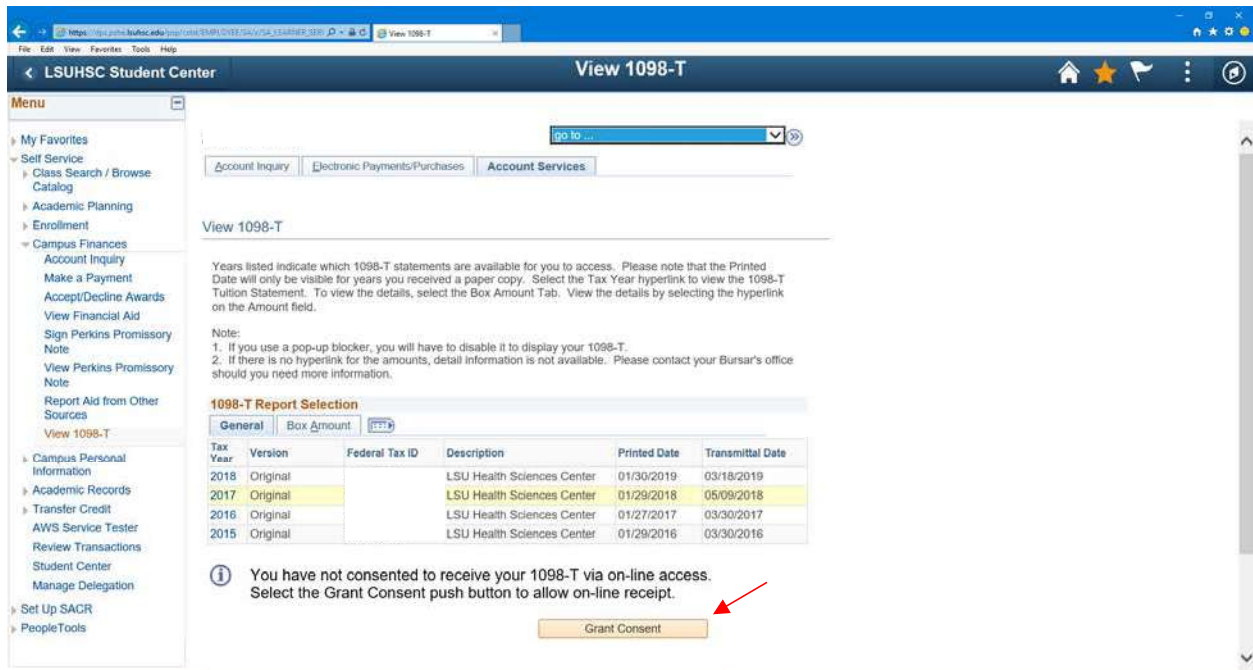 View 1098-T
File Edit View Favorites Tools Help
LSUHSC Student Center
View 1098-T
Menu
My Favorites
Self Service
Class Search / Browse
Catalog
Academic Planning
Enrollment
Campus Finances
Account Inquiry
Make a Payment
Accept/Decline Awards
View Financial Aid
Sign Perkins Promissory
Note
View Perkins Promissory
Note
Report Aid from Other
Sources
View 1098-T
Campus Personal
Information
Academic Records
Transfer Credit
AWS Service Tester
Review Transactions
Student Center
Manage Delegation
Set Up SACR
PeopleTools
go to ...
Account Inquiry Electronic Payments/Purchases Account Services
View 1098-T
Years listed indicate which 1098-T statements are available for you to access. Please note that the Printed
Date will only be visible for years you received a paper copy. Select the Tax Year hyperlink to view the 1098-T
Tuition Statement. To view the details, select the Box Amount Tab. View the details by selecting the hyperlink
on the Amount field.
Note:
1. If you use a pop-up blocker, you will have to disable it to display your 1098-T.
2. If there is no hyperlink for the amounts, detail information is not available. Please contact your Bursar's office
should you need more information.
1098-T Report Selection
General Box Amount
Tax
Year Version Federal Tax ID Description Printed Date Transmittal Date
2018 Original LSU Health Sciences Center 01/30/2019 03/18/2019
2017 Original LSU Health Sciences Center 01/29/2018 05/09/2018
2016 Original LSU Health Sciences Center 01/27/2017 03/30/2017
2015 Original LSU Health Sciences Center 01/29/2016 03/30/2016
You have not consented to receive your 1098-T via on-line access.
Select the Grant Consent push button to allow on-line receipt.
Grant Consent